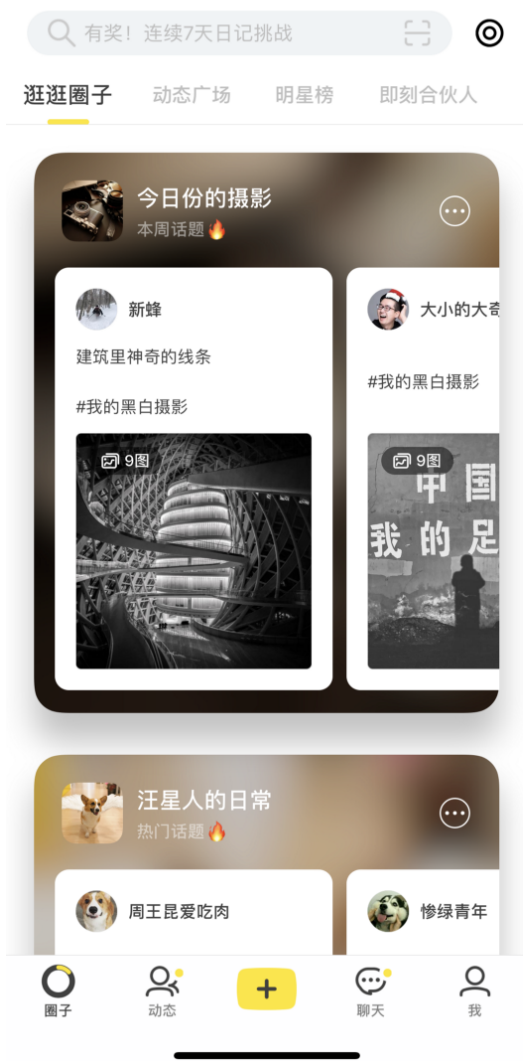 有奖！连续7天日记挑战
逛逛圈子 动态广场 明星榜 即刻合伙人
今日份的摄影
本周话题
新蜂
建筑里神奇的线条
#我的黑白摄影
9图
大小的大奇
#我的黑白摄影
9图
中国
我的足
汪星人的日常
热门话题
周王昆爱吃肉
惨绿青年
圈子 动态 聊天 我